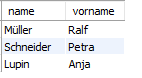 name vorname
Müller Ralf
Schneider Petra
Lupin Anja